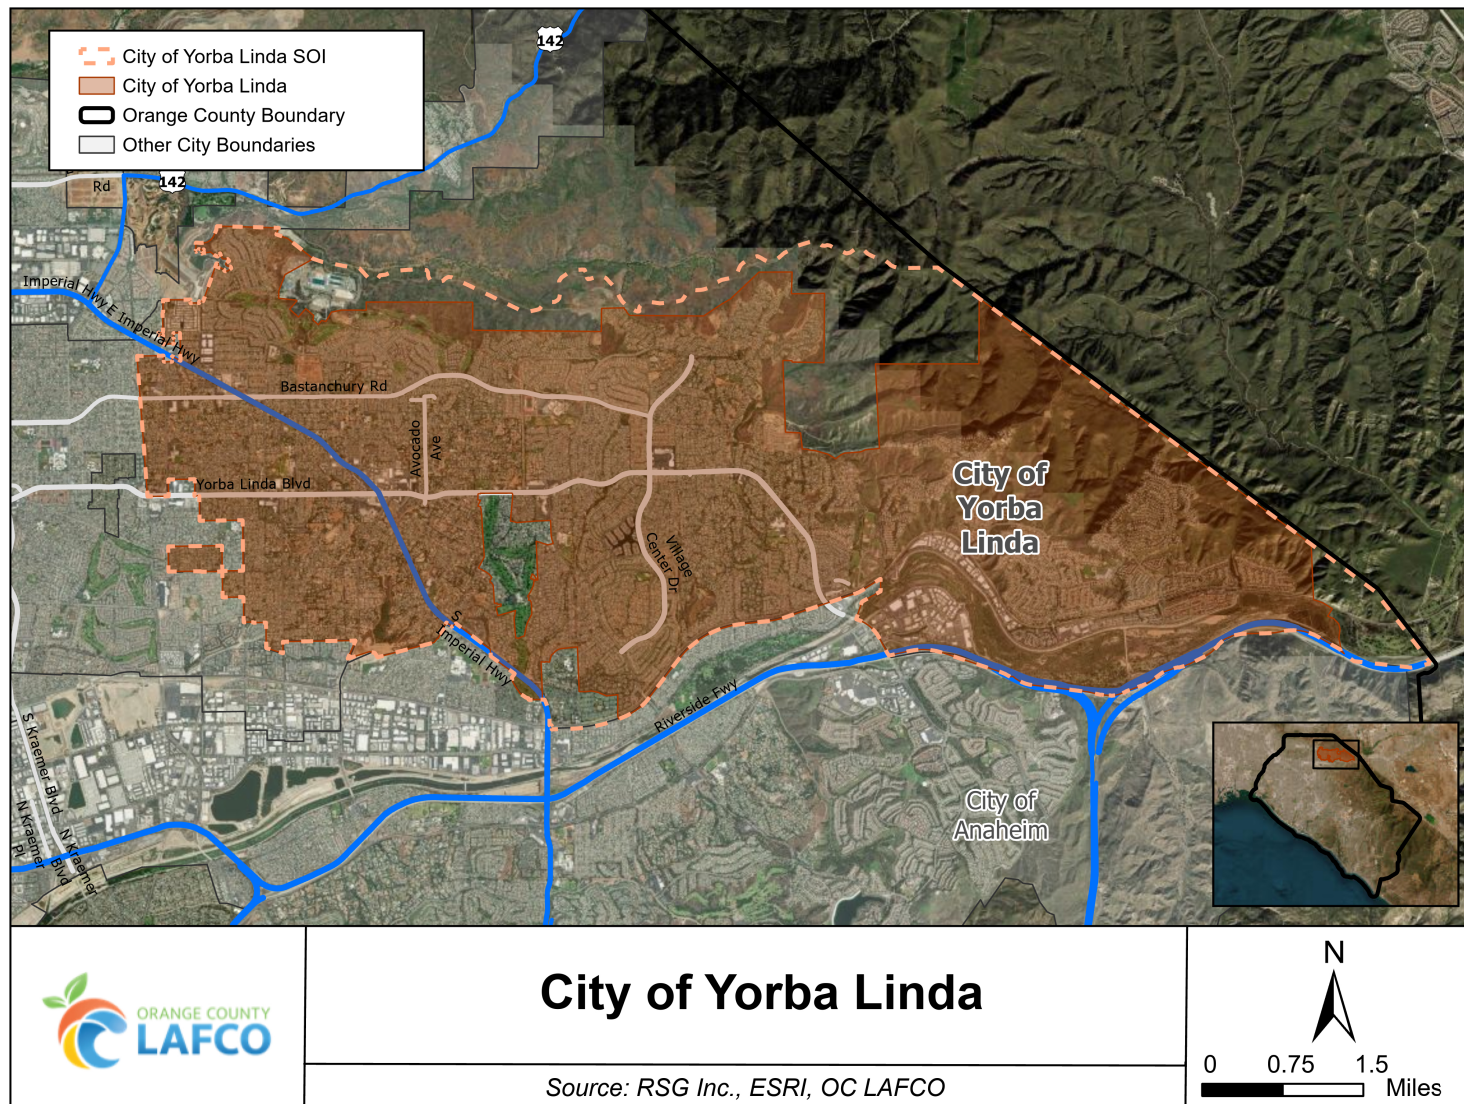 City of Yorba Linda SOI
City of Yorba Linda
Orange County Boundary
Other City Boundaries
142
142
Rd
Imperial Hwy
E Imperial Hwy
Bastanchury Rd
Avocado
Ave
Yorba Linda Blvd
Village
Center Dr
City of
Yorba
Linda
S
Imperial Hwy
Riverside Fwy
S Kraemer Blvd
N Kraemer
Pl
N Kraemer
Blvd
City of
Anaheim
ORANGE COUNTY
LAFCO
City of Yorba Linda
Source: RSG Inc., ESRI, OC LAFCO
N
0 0.75 1.5
Miles